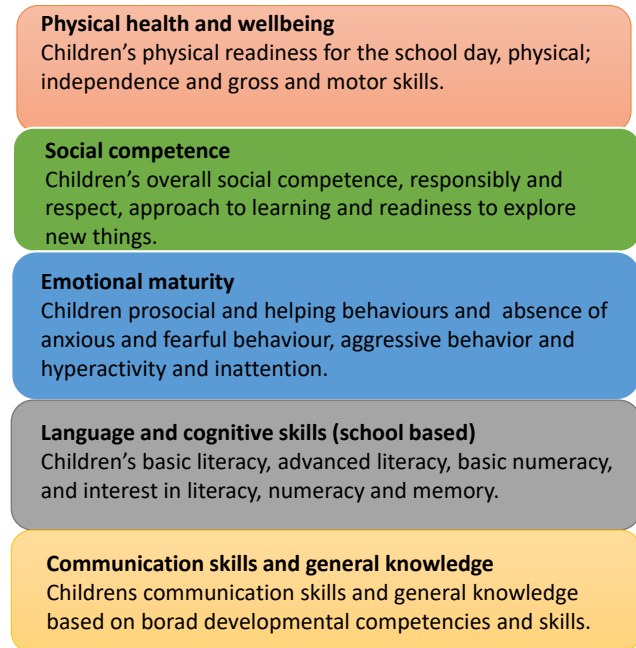 Physical health and wellbeing
Children's physical readiness for the school day, physical;
independence and gross and motor skills.
Social competence
Children's overall social competence, responsibly and
respect, approach to learning and readiness to explore
new things.
Emotional maturity
Children prosocial and helping behaviours and  absence of
anxious and fearful behaviour, aggressive behavior and
hyperactivity and inattention.
Language and cognitive skills (school based)
Children's basic literacy, advanced literacy, basic numeracy,
and interest in literacy, numeracy and memory.
Communication skills and general knowledge
Childrens communication skills and general knowledge
based on borad developmental competencies and skills.